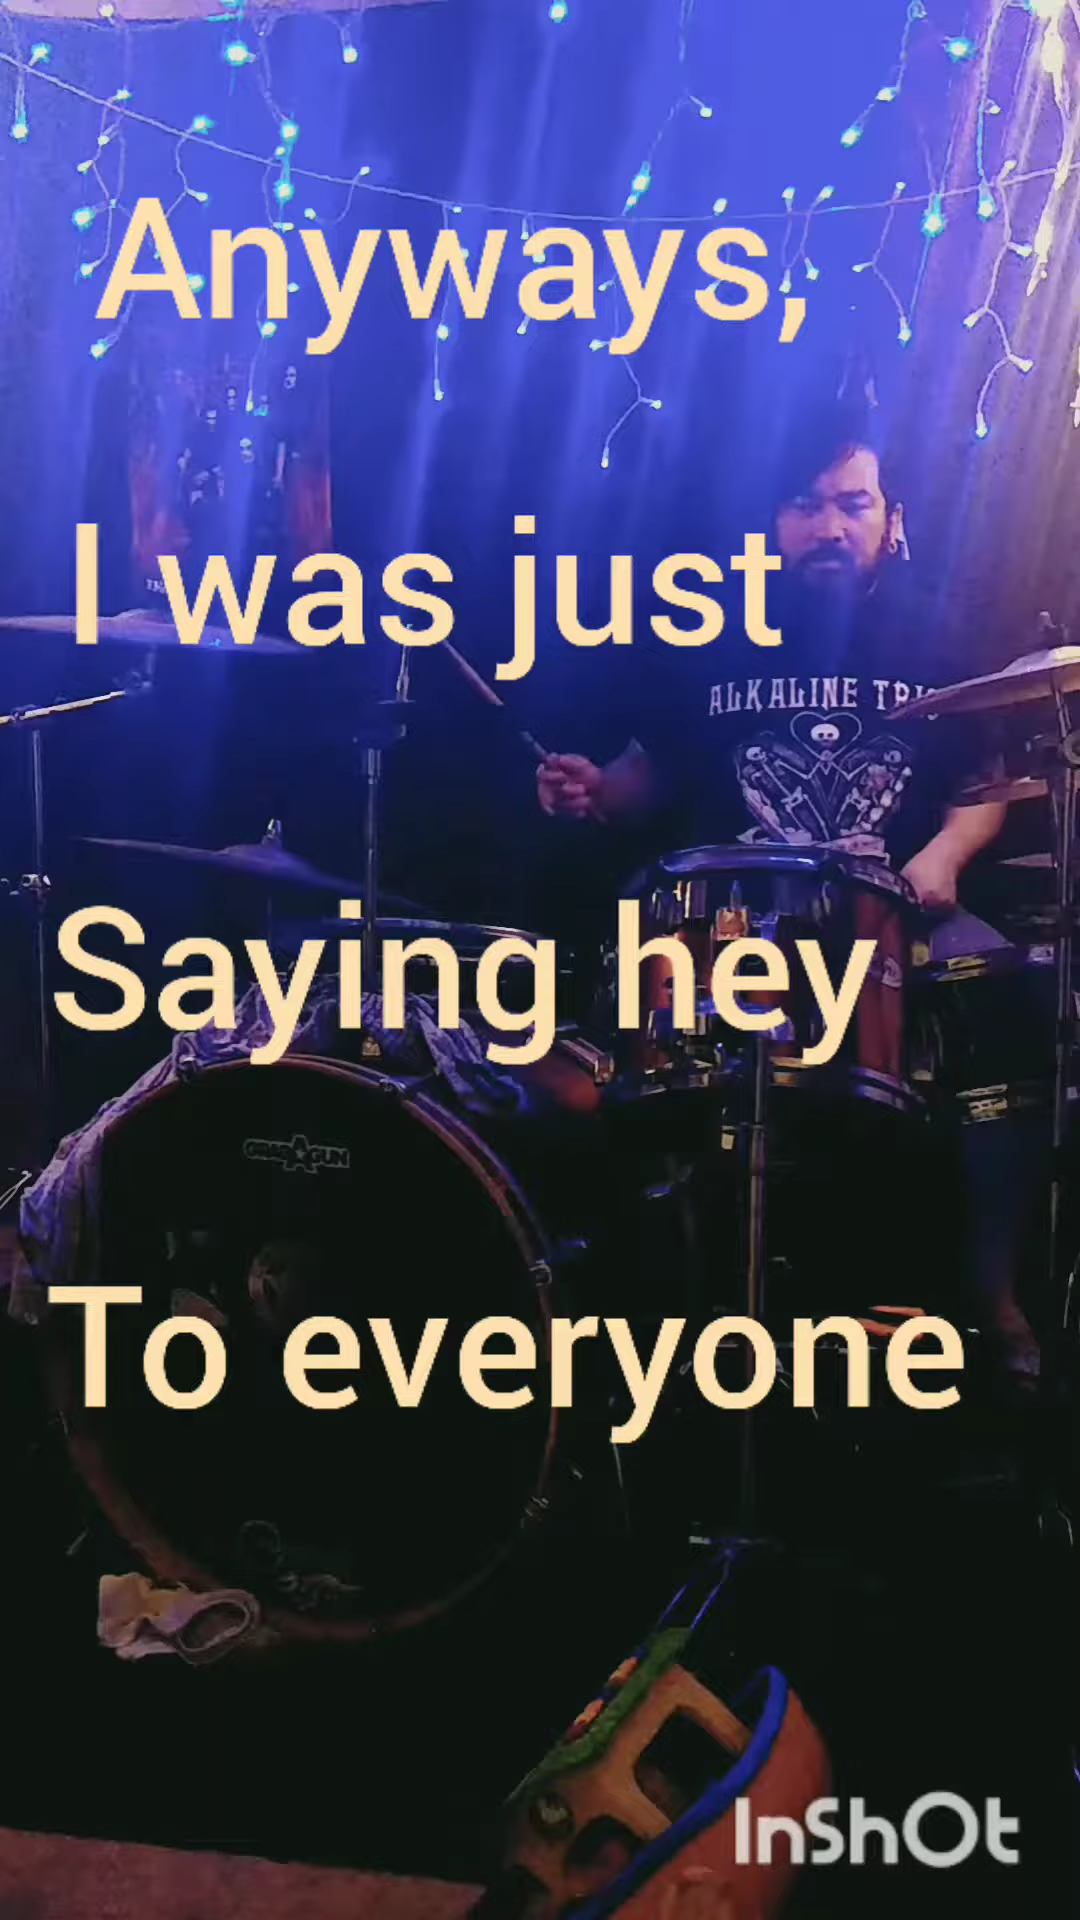 Anyways,
I was just
ALKALINE TRI
Saying hey
To everyone
InShOt